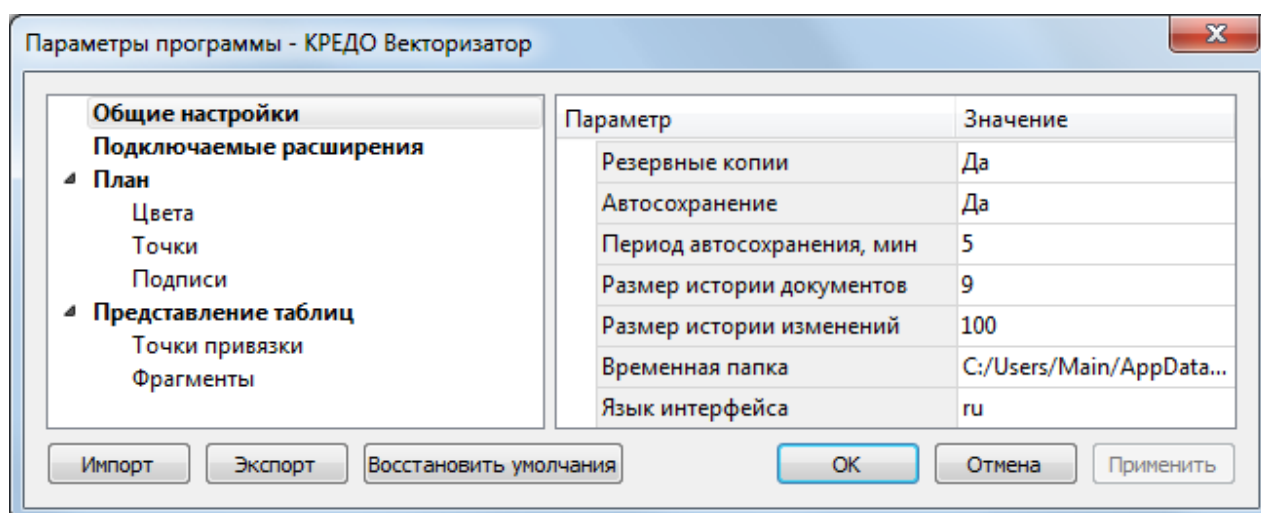 Параметры программы - КРЕДО Векторизатор
Общие настройки
Подключаемые расширения
План
Цвета
Точки
Подписи
Представление таблиц
Точки привязки
Фрагменты
Параметр Значение
Резервные копии Да
Автосохранение Да
Период автосохранения, мин 5
Размер истории документов 9
Размер истории изменений 100
Временная папка C:/Users/Main/AppData...
Язык интерфейса ru
Импорт Экспорт Восстановить умолчания OK Отмена Применить